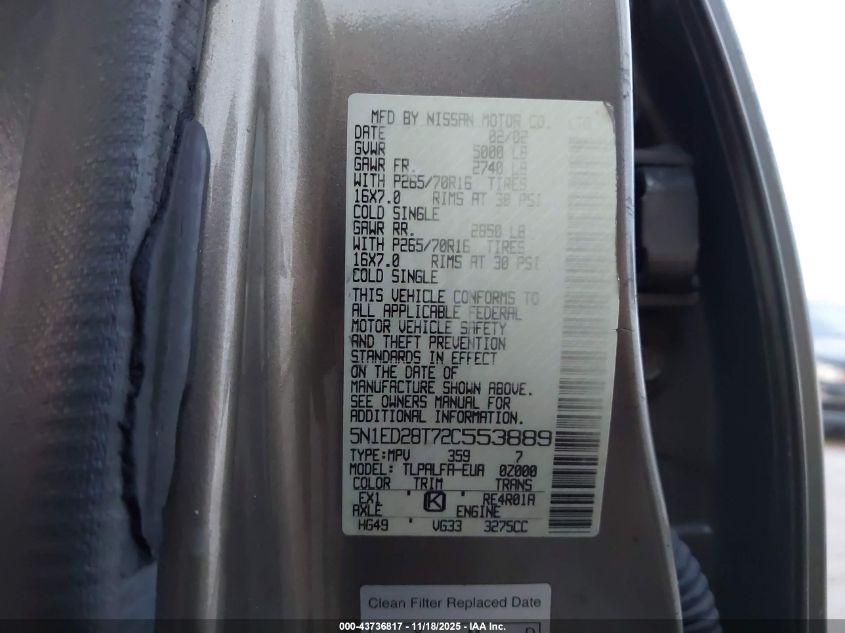 MFD BY NISSAN MOTOR CO. LTD
DATE 02/02
GVWR 5000 LB
GAWR FR. 2740 LB
WITH P265/70R16 TIRES
16X7.0 RIMS AT 30 PSI
COLD SINGLE
GAWR RR. 2850 LB
WITH P265/70R16 TIRES
16X7.0 RIMS AT 30 PSI
COLD SINGLE
THIS VEHICLE CONFORMS TO
ALL APPLICABLE FEDERAL
MOTOR VEHICLE SAFETY
AND THEFT PREVENTION
STANDARDS IN EFFECT
ON THE DATE OF
MANUFACTURE SHOWN ABOVE.
SEE OWNERS MANUAL FOR
ADDITIONAL INFORMATION.
5N1ED28T72C553889
TYPE:MPV 359 7
MODEL: TLPALFA-EUA 0Z000
COLOR TRIM TRANS
EX1 K RE4R01A
AXLE ENGINE
HG49 VG33 3275CC
Clean Filter Replaced Date
000-43736817 - 11/18/2025 - IAA Inc.